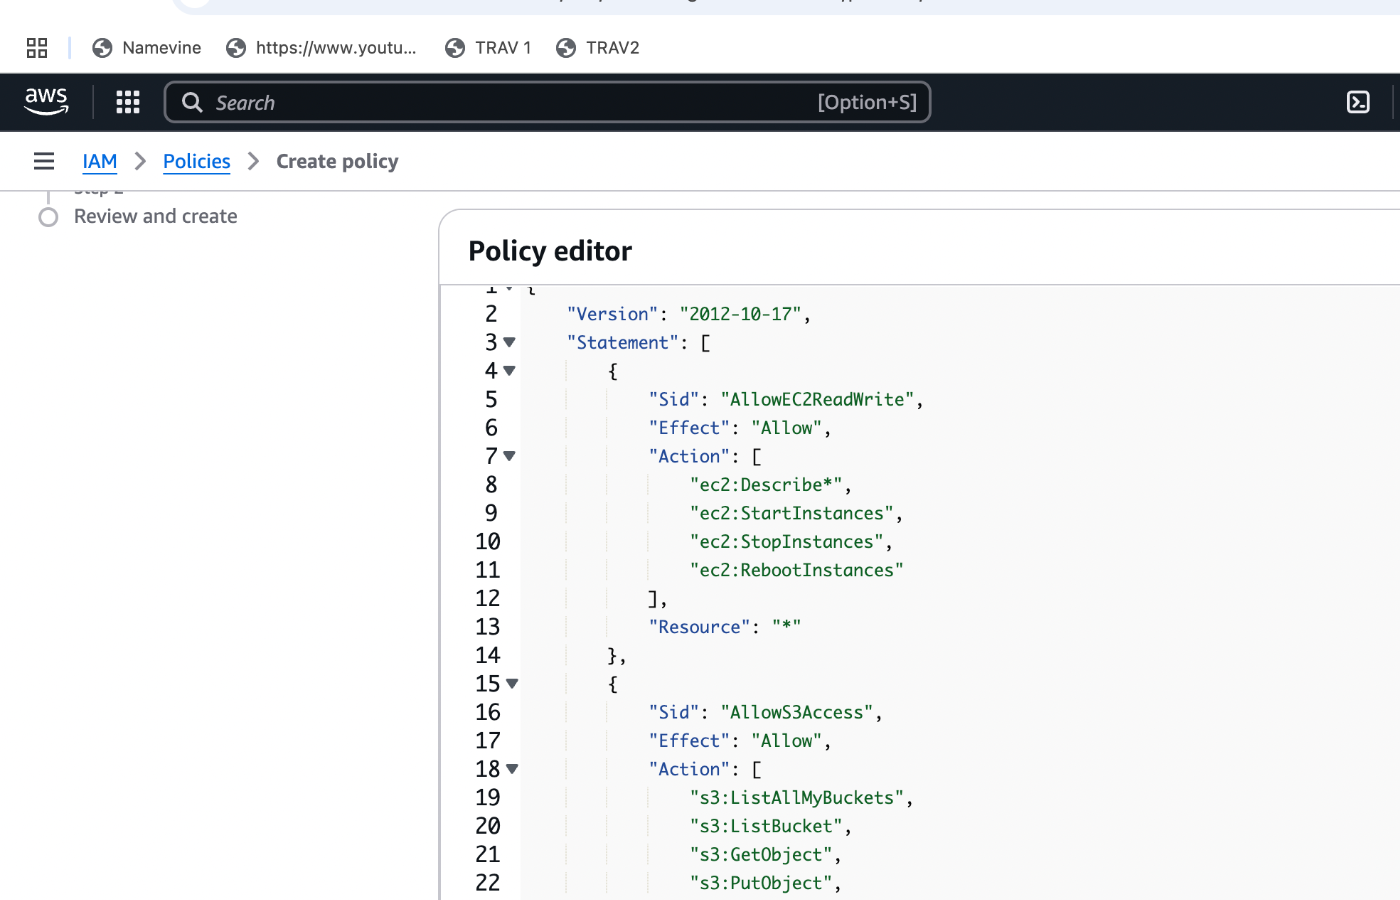 Namevine https://www.youtu... TRAV 1 TRAV2
aws Search [Option+S]
IAM Policies Create policy
Step 2
Review and create
Policy editor
1 {
2 "Version": "2012-10-17",
3 "Statement": [
4 {
5 "Sid": "AllowEC2ReadWrite",
6 "Effect": "Allow",
7 "Action": [
8 "ec2:Describe*",
9 "ec2:StartInstances",
10 "ec2:StopInstances",
11 "ec2:RebootInstances"
12 ],
13 "Resource": "*"
14 },
15 {
16 "Sid": "AllowS3Access",
17 "Effect": "Allow",
18 "Action": [
19 "s3:ListAllMyBuckets",
20 "s3:ListBucket",
21 "s3:GetObject",
22 "s3:PutObject",